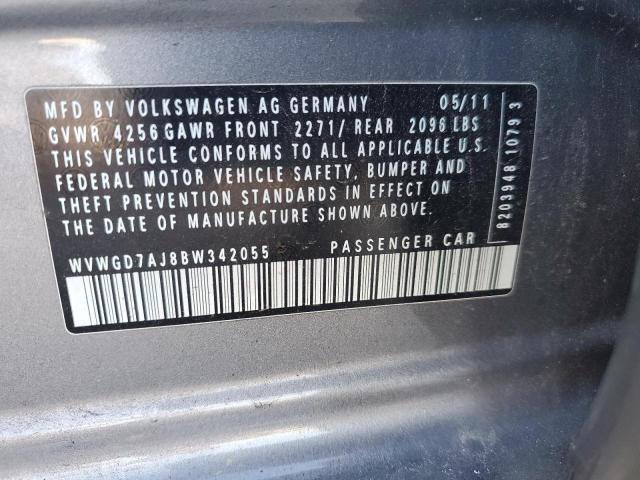 MFD BY VOLKSWAGEN AG GERMANY 05/11
GVWR 4256 GAWR FRONT 2271/ REAR 2096 LBS
THIS VEHICLE CONFORMS TO ALL APPLICABLE U.S.
FEDERAL MOTOR VEHICLE SAFETY, BUMPER AND
THEFT PREVENTION STANDARDS IN EFFECT ON
THE DATE OF MANUFACTURE SHOWN ABOVE.
WVWGD7AJ8BW342055 PASSENGER CAR
8203948 1079 3